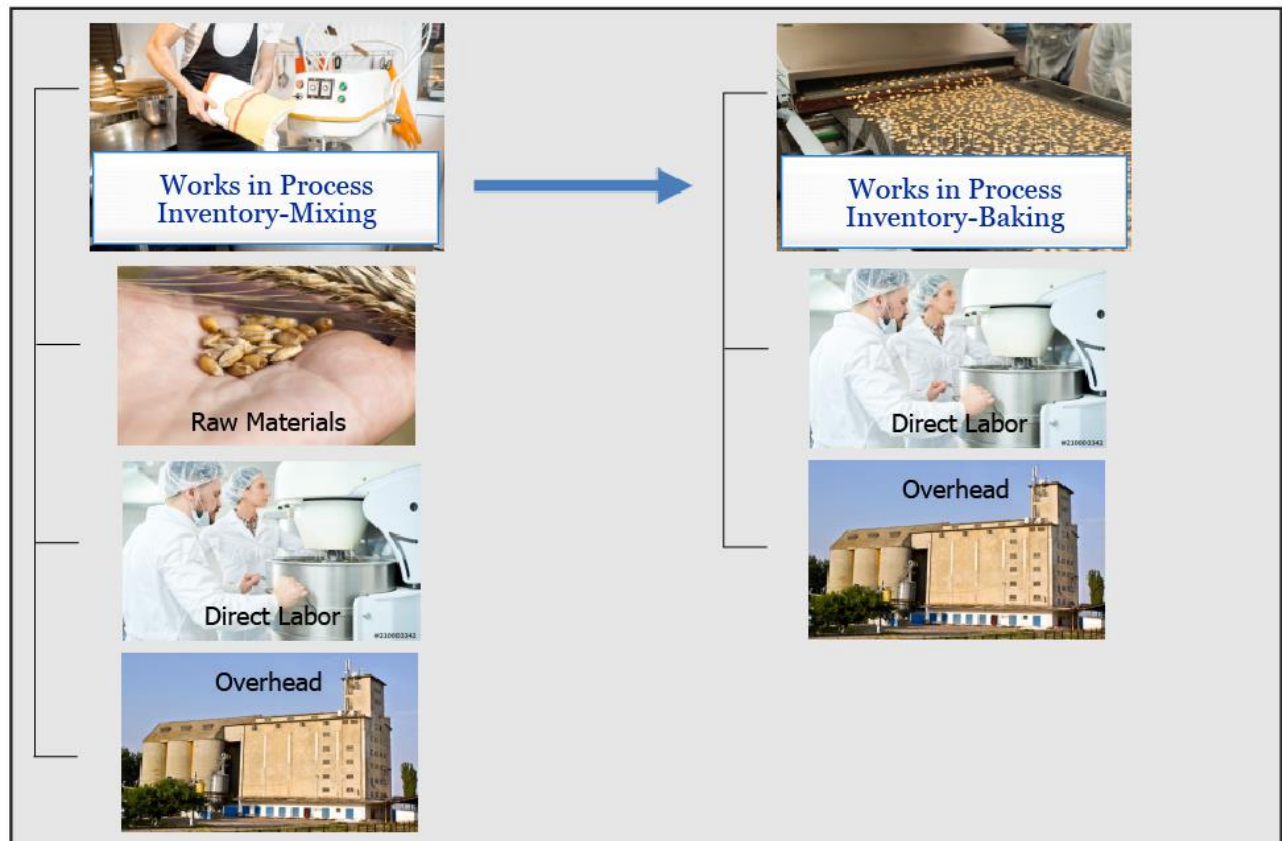 Works in Process
Inventory-Mixing
Works in Process
Inventory-Baking
Raw Materials
Direct Labor
Direct Labor
Overhead
Overhead